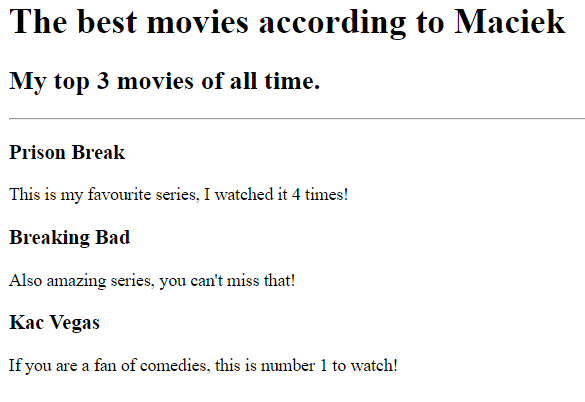 The best movies according to Maciek
My top 3 movies of all time.
Prison Break
This is my favourite series, I watched it 4 times!
Breaking Bad
Also amazing series, you can't miss that!
Kac Vegas
If you are a fan of comedies, this is number 1 to watch!